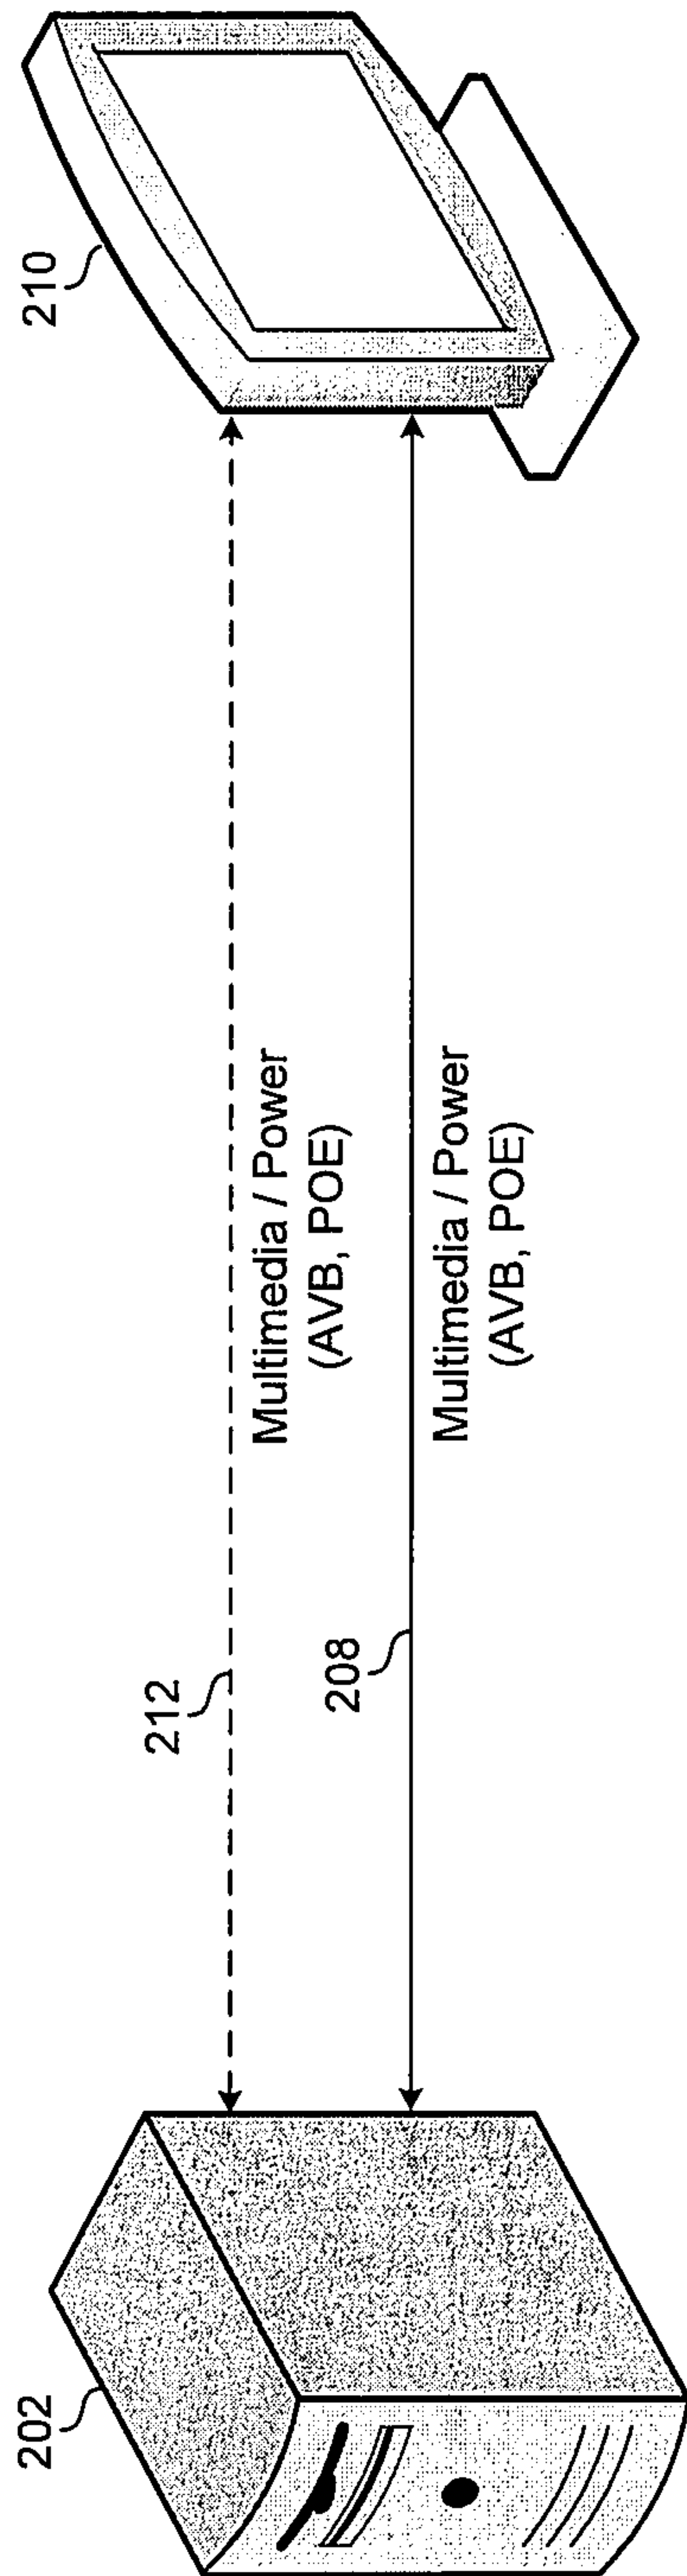 210
212
Multimedia / Power
(AVB, POE)
208
Multimedia / Power
(AVB, POE)
202